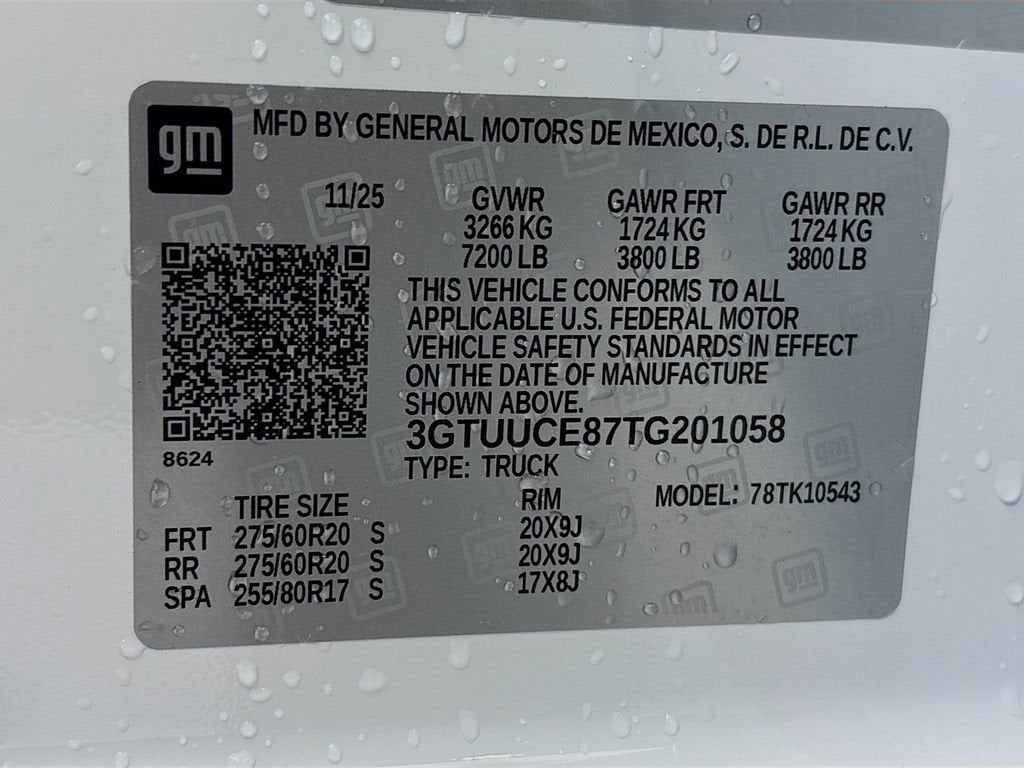 gm
MFD BY GENERAL MOTORS DE MEXICO, S. DE R.L. DE C.V.
11/25 GVWR GAWR FRT GAWR RR
3266 KG 1724 KG 1724 KG
7200 LB 3800 LB 3800 LB
THIS VEHICLE CONFORMS TO ALL
APPLICABLE U.S. FEDERAL MOTOR
VEHICLE SAFETY STANDARDS IN EFFECT
ON THE DATE OF MANUFACTURE
SHOWN ABOVE.
3GTUUCE87TG201058
8624
TYPE: TRUCK
TIRE SIZE RIM MODEL: 78TK10543
FRT 275/60R20 S 20X9J
RR 275/60R20 S 20X9J
SPA 255/80R17 S 17X8J